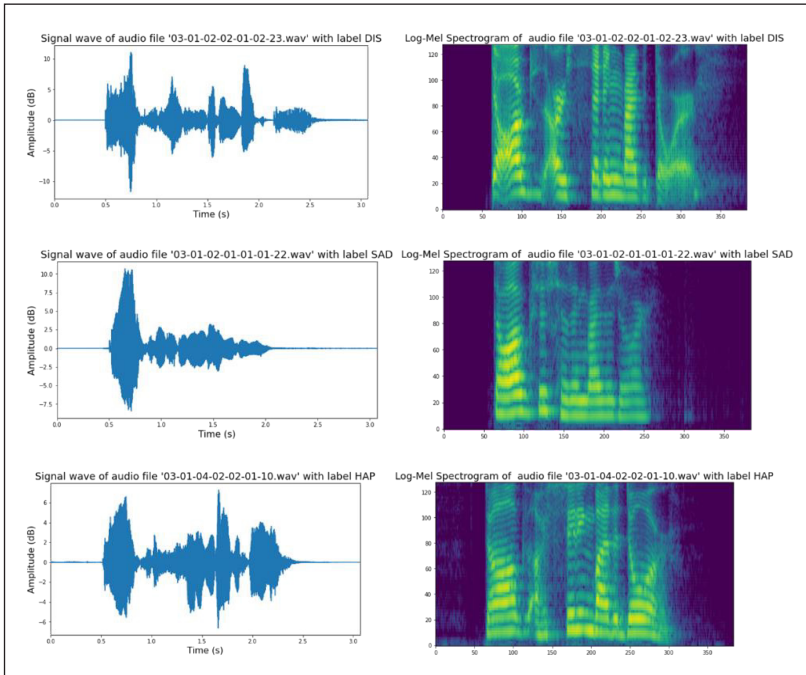 Signal wave of audio file '03-01-02-02-01-02-23.wav' with label DIS
Amplitude (dB)
10
5
0
−5
−10
0.0 0.5 1.0 1.5 2.0 2.5 3.0
Time (s)
Log-Mel Spectrogram of audio file '03-01-02-02-01-02-23.wav' with label DIS
120
100
80
60
40
20
0
0 50 100 150 200 250 300 350
Signal wave of audio file '03-01-02-01-01-01-22.wav' with label SAD
Amplitude (dB)
10.0
7.5
5.0
2.5
0.0
−2.5
−5.0
−7.5
0.0 0.5 1.0 1.5 2.0 2.5 3.0
Time (s)
Log-Mel Spectrogram of audio file '03-01-02-01-01-01-22.wav' with label SAD
120
100
80
60
40
20
0
0 50 100 150 200 250 300 350
Signal wave of audio file '03-01-04-02-02-01-10.wav' with label HAP
Amplitude (dB)
6
4
2
0
−2
−4
−6
0.0 0.5 1.0 1.5 2.0 2.5 3.0
Time (s)
Log-Mel Spectrogram of audio file '03-01-04-02-02-01-10.wav' with label HAP
120
100
80
60
40
20
0
0 50 100 150 200 250 300 350